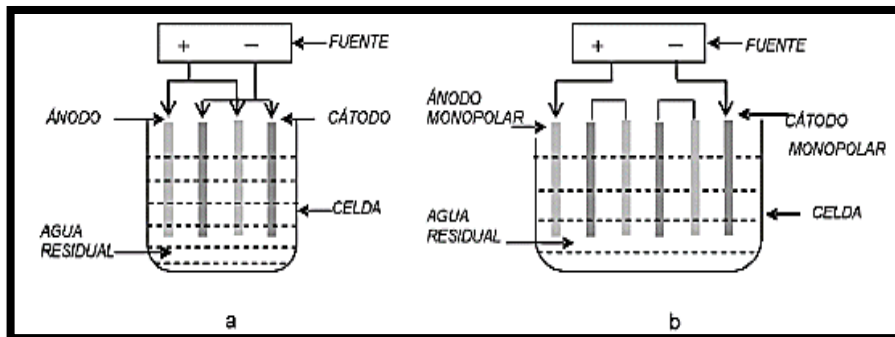 + −
FUENTE
ÁNODO
CÁTODO
CELDA
AGUA
RESIDUAL
a
+ −
FUENTE
ÁNODO
MONOPOLAR
CÁTODO
MONOPOLAR
AGUA
RESIDUAL
CELDA
b